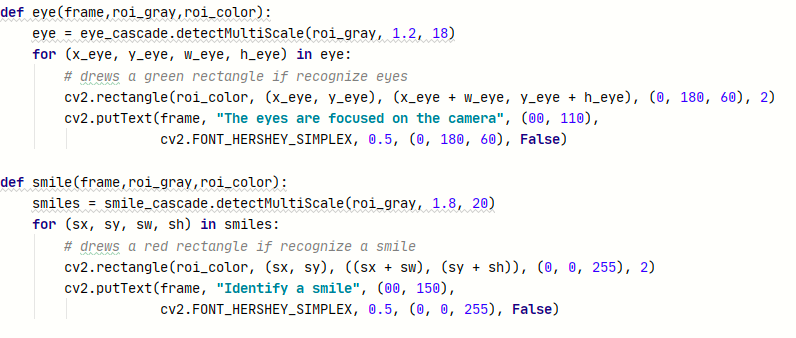 def eye(frame,roi_gray,roi_color):
    eye = eye_cascade.detectMultiScale(roi_gray, 1.2, 18)
    for (x_eye, y_eye, w_eye, h_eye) in eye:
        # drews a green rectangle if recognize eyes
        cv2.rectangle(roi_color, (x_eye, y_eye), (x_eye + w_eye, y_eye + h_eye), (0, 180, 60), 2)
        cv2.putText(frame, "The eyes are focused on the camera", (00, 110),
                    cv2.FONT_HERSHEY_SIMPLEX, 0.5, (0, 180, 60), False)

def smile(frame,roi_gray,roi_color):
    smiles = smile_cascade.detectMultiScale(roi_gray, 1.8, 20)
    for (sx, sy, sw, sh) in smiles:
        # drews a red rectangle if recognize a smile
        cv2.rectangle(roi_color, (sx, sy), ((sx + sw), (sy + sh)), (0, 0, 255), 2)
        cv2.putText(frame, "Identify a smile", (00, 150),
                    cv2.FONT_HERSHEY_SIMPLEX, 0.5, (0, 0, 255), False)